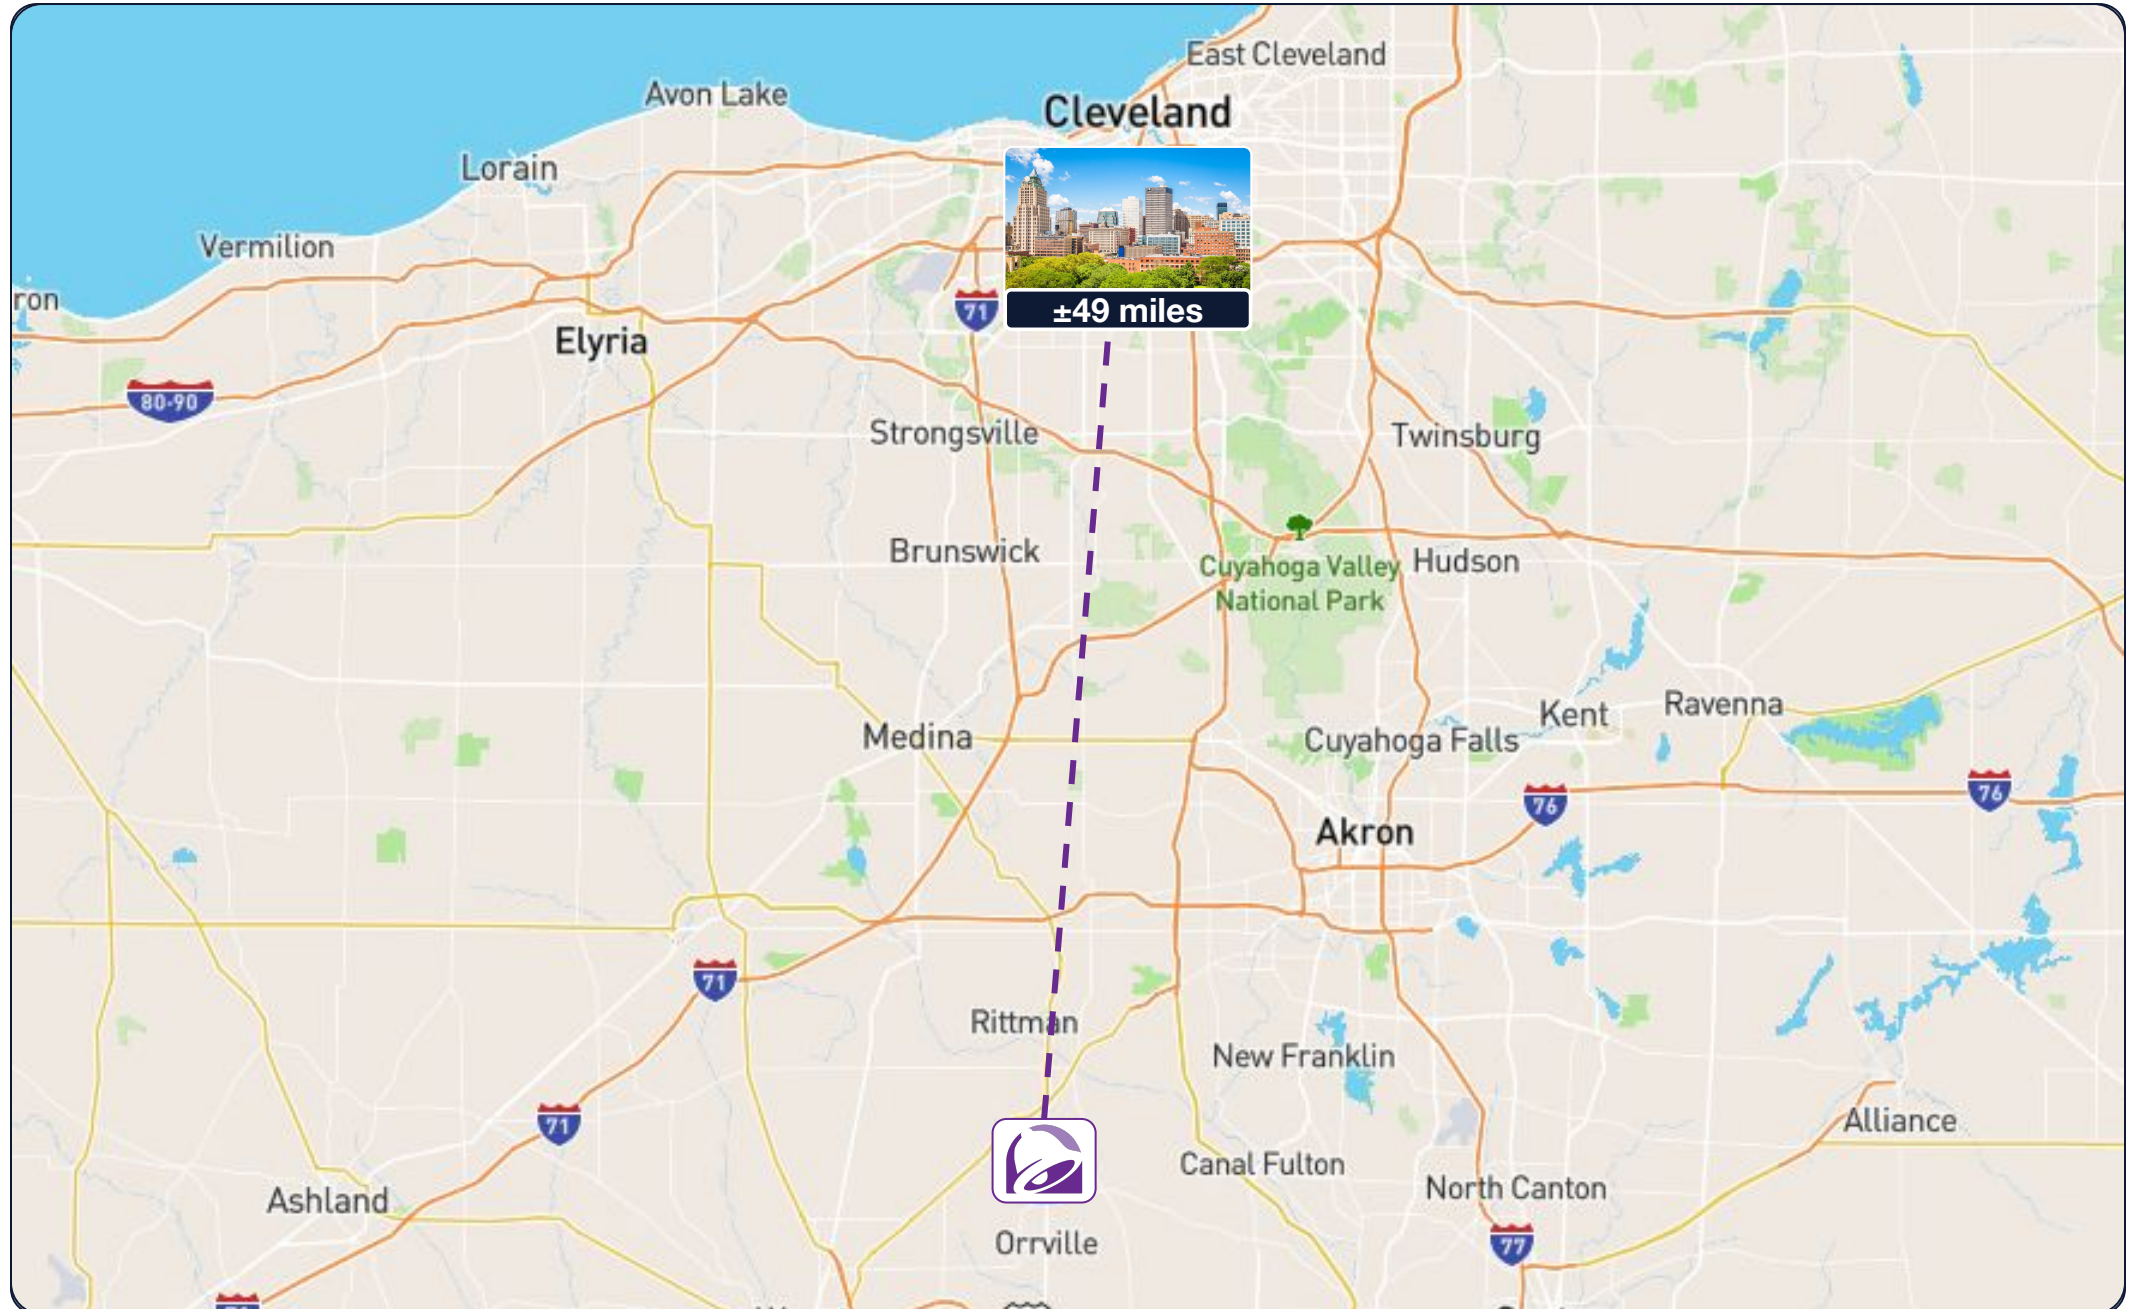 East Cleveland
Avon Lake
Cleveland
Lorain
Vermilion
ron
71
±49 miles
Elyria
80-90
Strongsville
Twinsburg
Brunswick
Cuyahoga Valley
National Park
Hudson
Medina
Cuyahoga Falls
Kent
Ravenna
76
76
Akron
71
Rittman
New Franklin
71
Alliance
Canal Fulton
North Canton
Ashland
Orrville
77